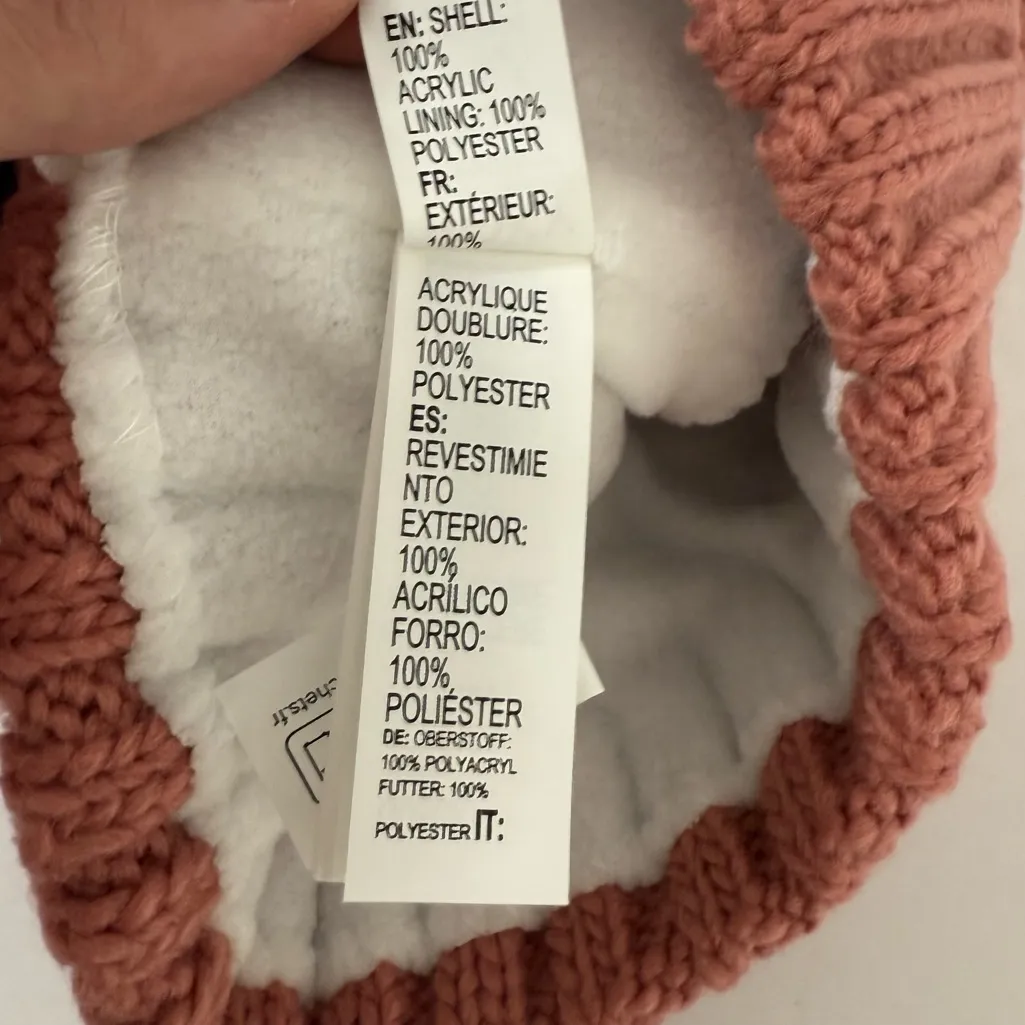 EN: SHELL:
100%
ACRYLIC
LINING: 100%
POLYESTER
FR:
EXTÉRIEUR:
100%
ACRYLIQUE
DOUBLURE:
100%
POLYESTER
ES:
REVESTIMIE
NTO
EXTERIOR:
100%
ACRÍLICO
FORRO:
100%
POLIÉSTER
DE: OBERSTOFF:
100% POLYACRYL
FUTTER: 100%
POLYESTER IT: